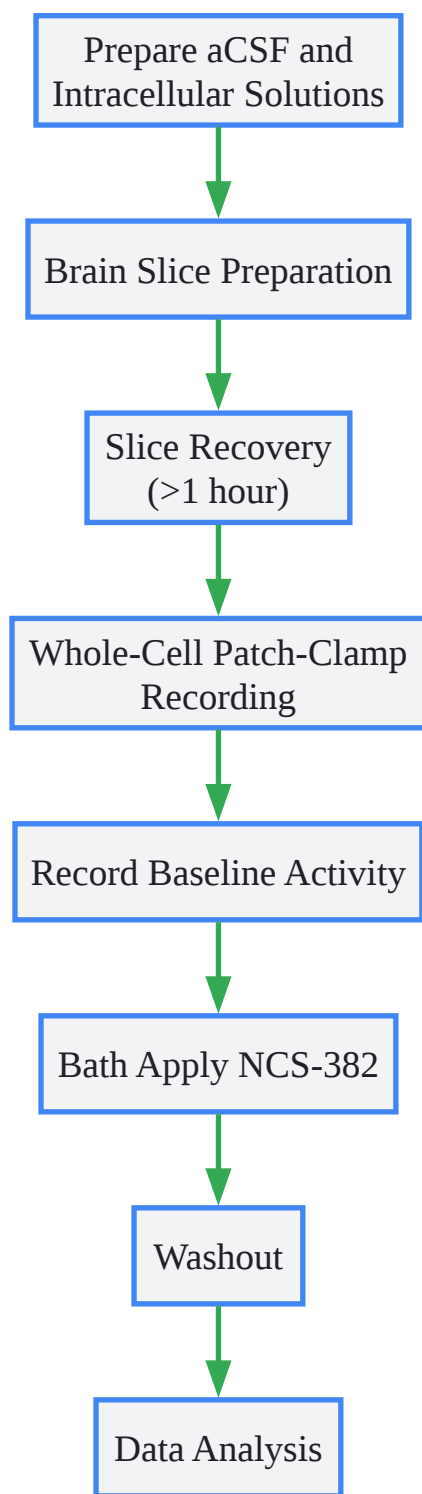 Prepare aCSF and
Intracellular Solutions
Brain Slice Preparation
Slice Recovery
(>1 hour)
Whole-Cell Patch-Clamp
Recording
Record Baseline Activity
Bath Apply NCS-382
Washout
Data Analysis